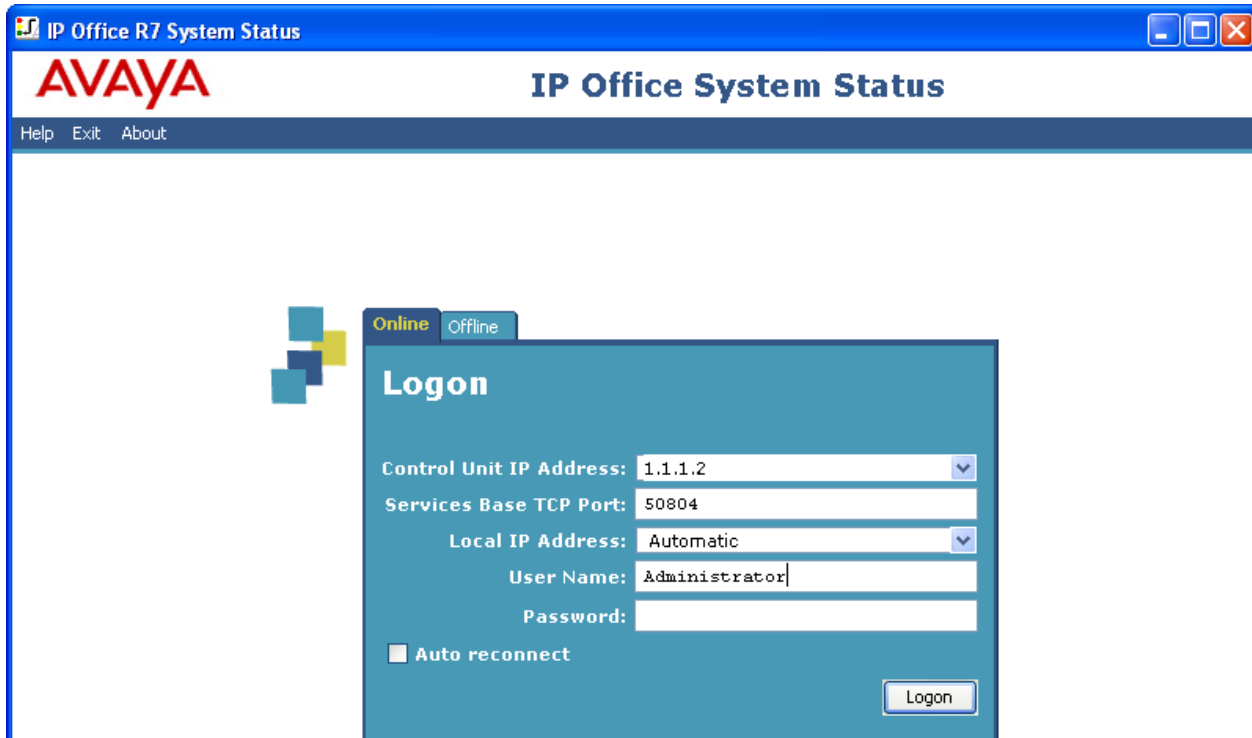 IP Office R7 System Status
AVAYA
IP Office System Status
Help Exit About
Online Offline
Logon
Control Unit IP Address: 1.1.1.2
Services Base TCP Port: 50804
Local IP Address: Automatic
User Name: Administrator
Password:
Auto reconnect
Logon